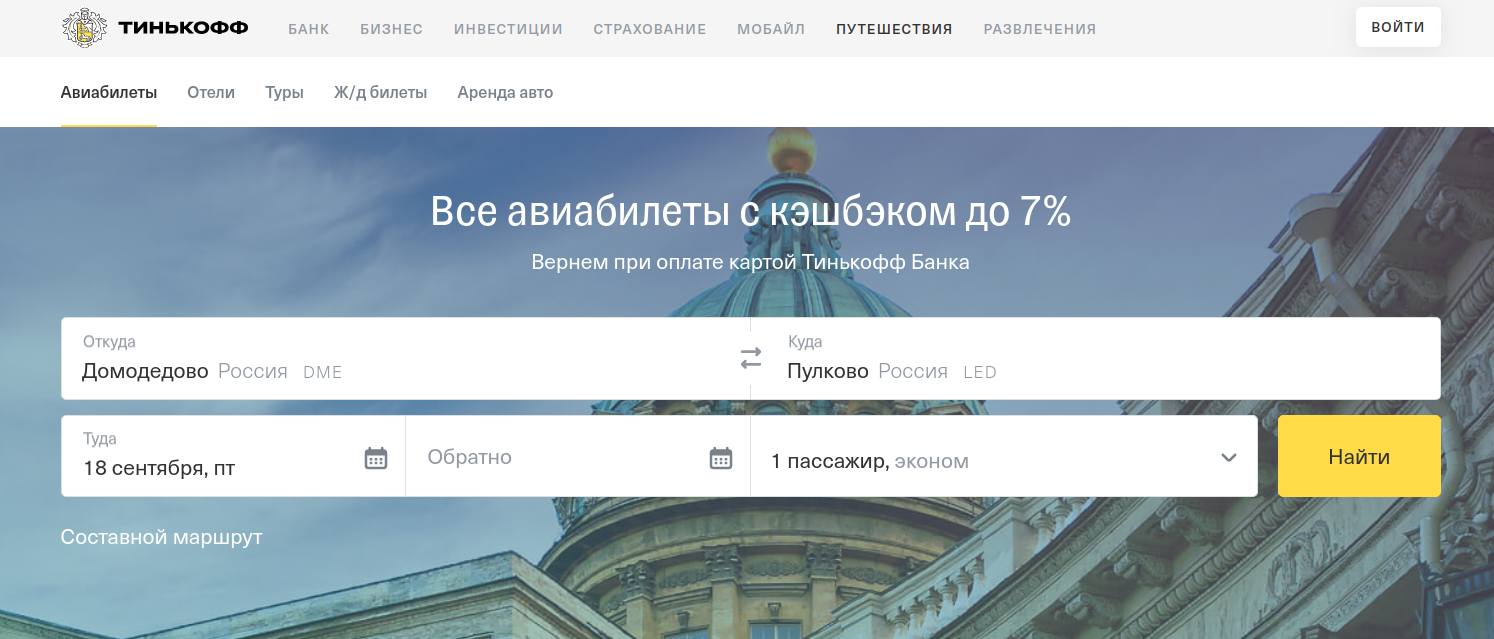 ТИНЬКОФФ БАНК БИЗНЕС ИНВЕСТИЦИИ СТРАХОВАНИЕ МОБАЙЛ ПУТЕШЕСТВИЯ РАЗВЛЕЧЕНИЯ ВОЙТИ
Авиабилеты Отели Туры Ж/д билеты Аренда авто
Все авиабилеты с кэшбэком до 7%
Вернем при оплате картой Тинькофф Банка
Откуда Куда
Домодедово Россия DME Пулково Россия LED
Туда
18 сентября, пт Обратно 1 пассажир, эконом Найти
Составной маршрут